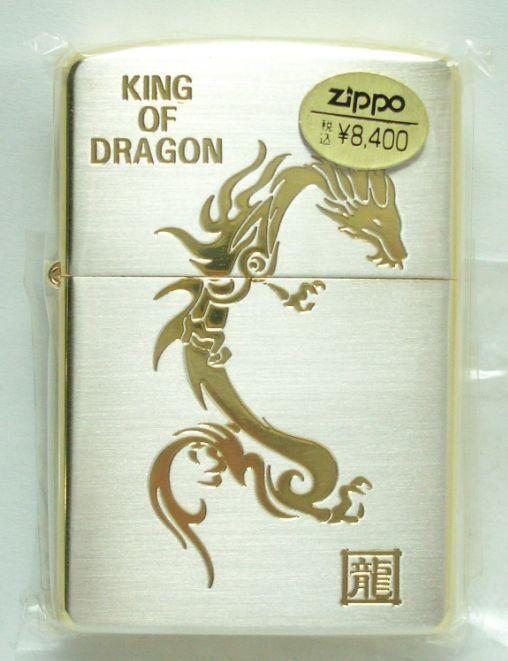 KING
OF
DRAGON
zippo
税込 ¥8,400
龍